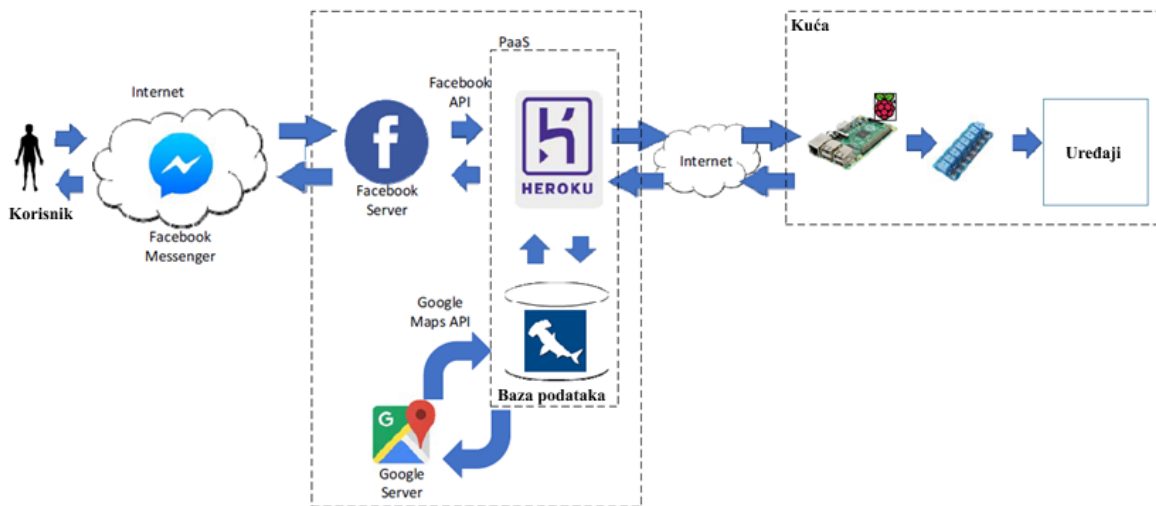 Internet
Korisnik
Facebook
Messenger
Facebook
Server
Facebook
API
PaaS
HEROKU
Google
Maps API
G
Google
Server
Baza podataka
Internet
Kuća
Uređaji